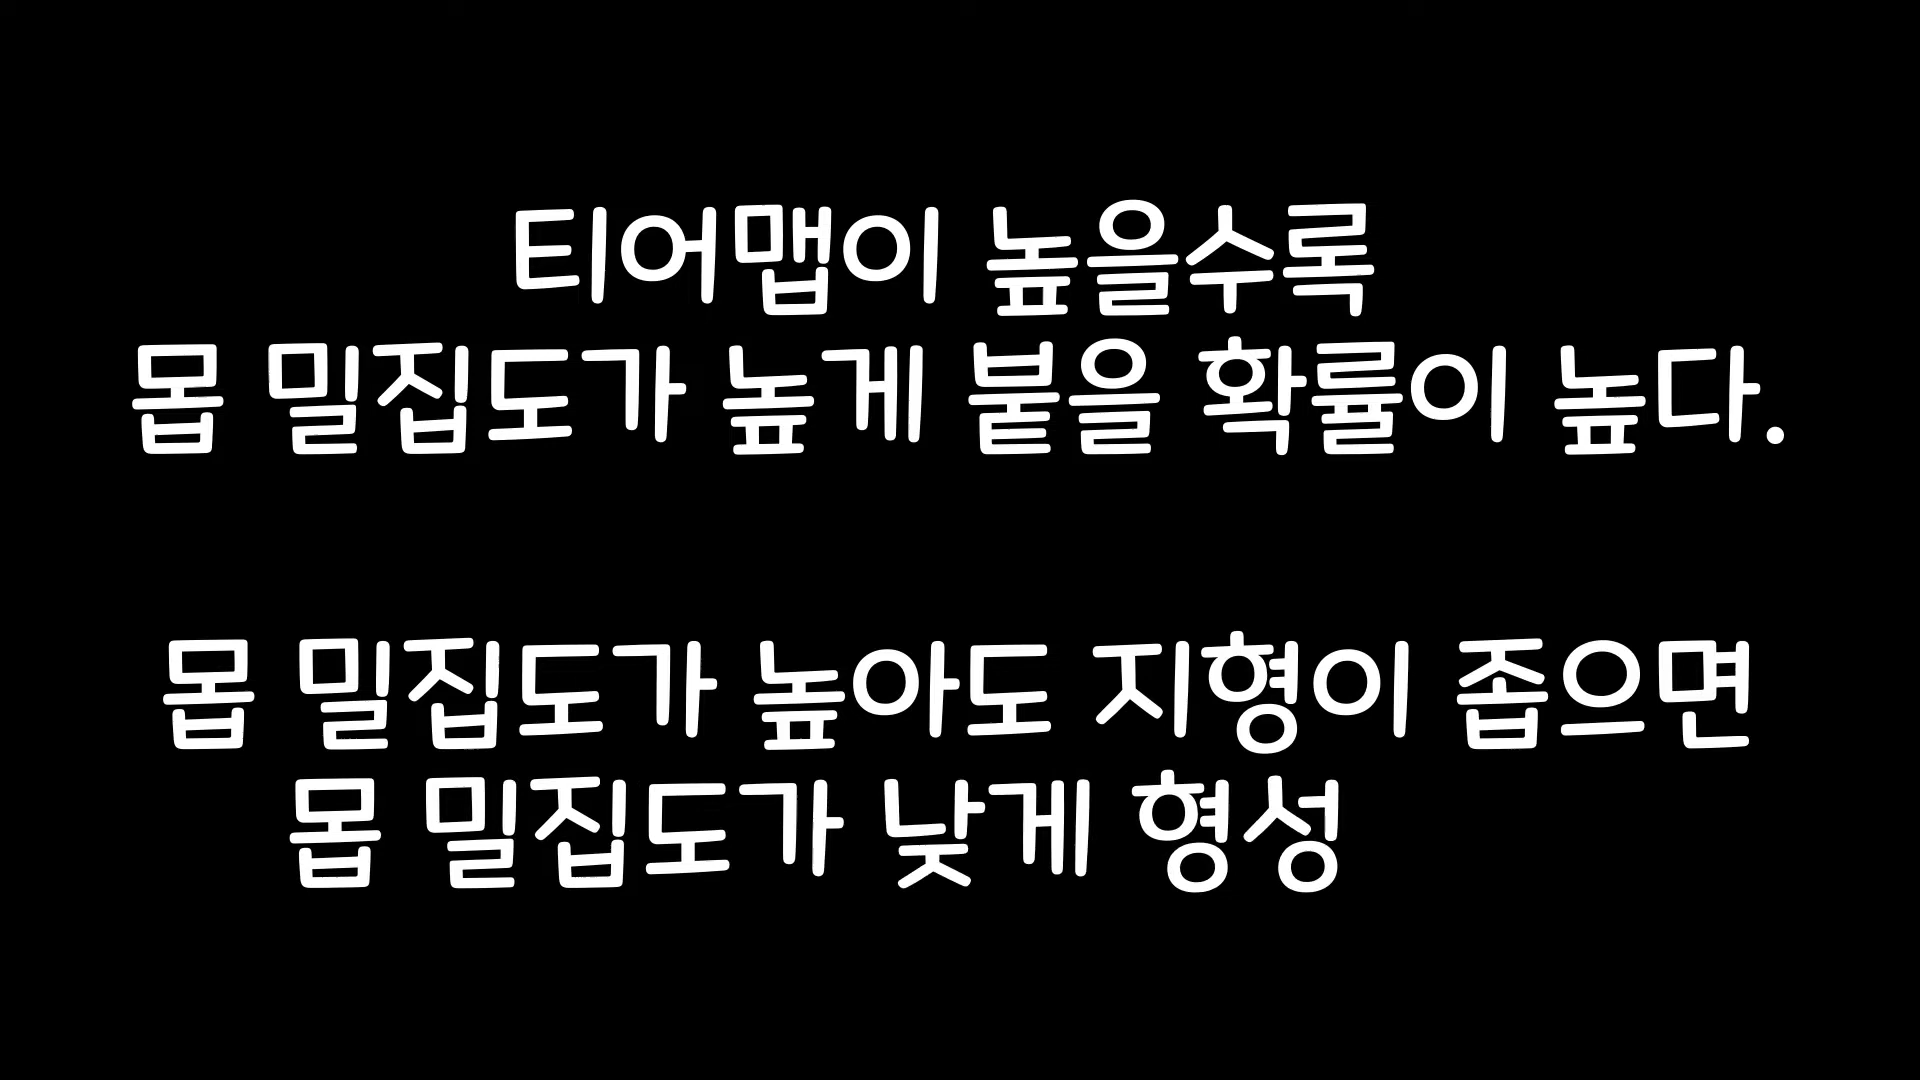 티어맵이 높을수록
몹 밀집도가 높게 붙을 확률이 높다.
몹 밀집도가 높아도 지형이 좁으면
몹 밀집도가 낮게 형성